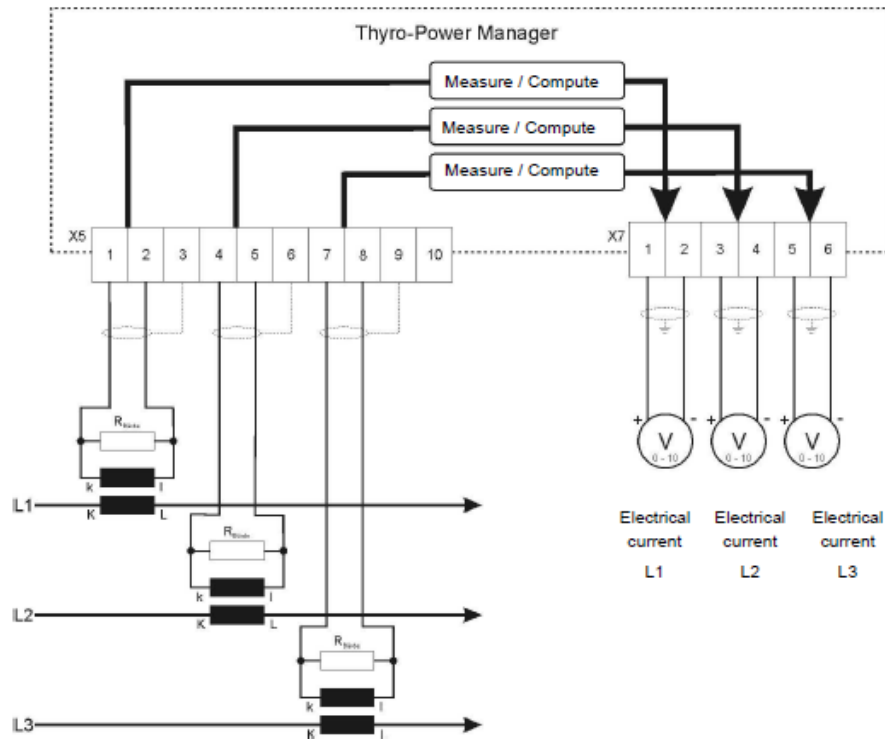 Thyro-Power Manager
Measure / Compute
Measure / Compute
Measure / Compute
X5
1 2 3 4 5 6 7 8 9 10
X7
1 2 3 4 5 6
R
k l
L1
K L
R
k l
L2
K L
R
k l
L3
K L
+ - + - + -
V V V
0 - 10 0 - 10 0 - 10
Electrical Electrical Electrical
current current current
L1 L2 L3